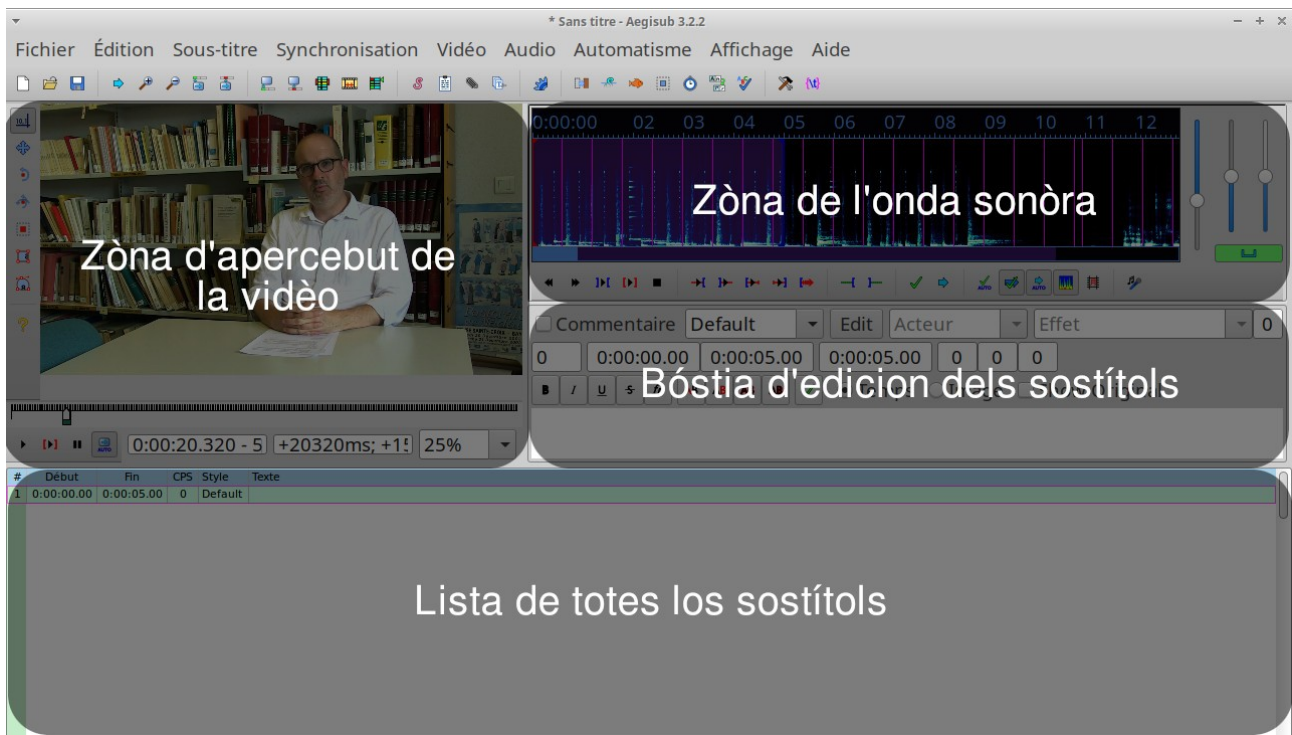 * Sans titre - Aegisub 3.2.2
Fichier Édition Sous-titre Synchronisation Vidéo Audio Automatisme Affichage Aide
0:00:00 02 03 04 05 06 07 08 09 10 11 12
Zòna de l'onda sonòra
Zòna d'apercebut de
la vidèo
Commentaire Default Edit Acteur Effet 0
0 0:00:00.00 0:00:05.00 0:00:05.00 0 0 0
Bóstia d'edicion dels sostítols
0:00:20.320 - 5 +20320ms; +15 25%
# Début Fin CPS Style Texte
1 0:00:00.00 0:00:05.00 0 Default
Lista de totes los sostítols